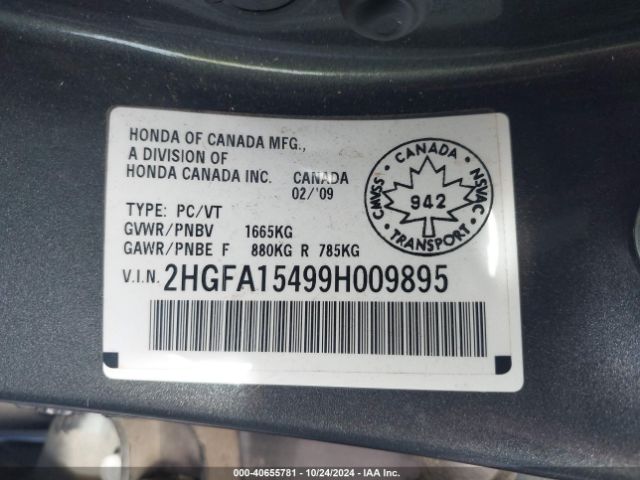 HONDA OF CANADA MFG.,
A DIVISION OF
HONDA CANADA INC. CANADA
02/'09
TYPE: PC/VT
GVWR/PNBV 1665KG
GAWR/PNBE F 880KG R 785KG
V.I.N. 2HGFA15499H009895
CANADA
CMVSS
942
NSVAC
TRANSPORT
000-40655781 - 10/24/2024 - IAA Inc.